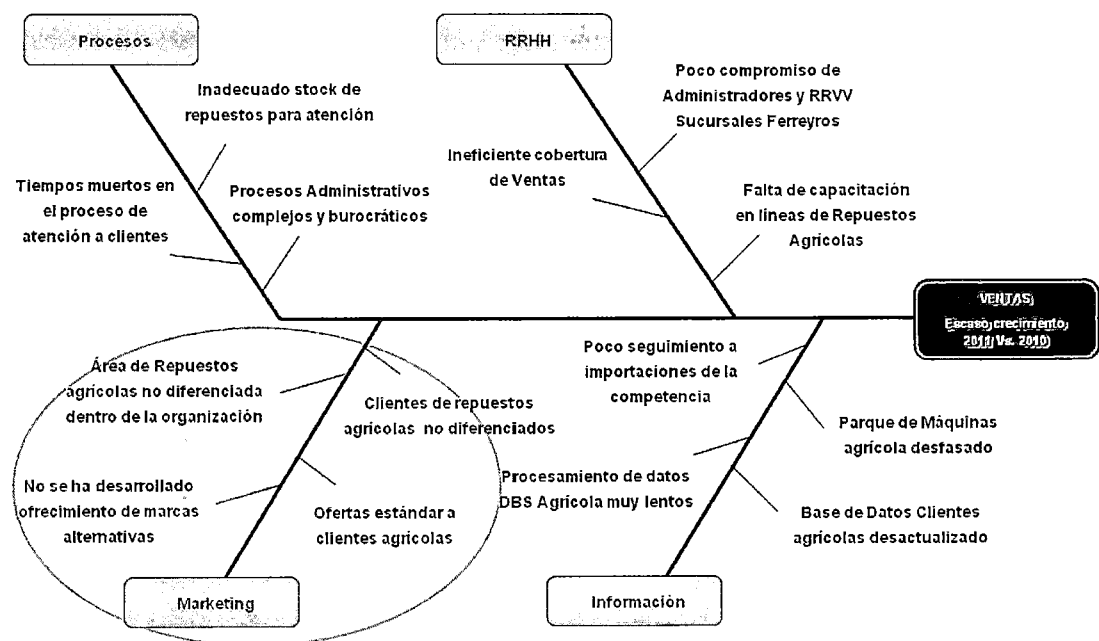 Procesos
RRHH
Inadecuado stock de
repuestos para atención
Tiempos muertos en
el proceso de
atención a clientes
Procesos Administrativos
complejos y burocráticos
Poco compromiso de
Administradores y RRVV
Sucursales Ferreyros
Ineficiente cobertura
de Ventas
Falta de capacitación
en líneas de Repuestos
Agrícolas
VENTAS
Escaso crecimiento
2011 Vs. 2010
Área de Repuestos
agrícolas no diferenciada
dentro de la organización
Clientes de repuestos
agrícolas no diferenciados
No se ha desarrollado
ofrecimiento de marcas
alternativas
Ofertas estándar a
clientes agrícolas
Marketing
Poco seguimiento a
importaciones de la
competencia
Parque de Máquinas
agrícola desfasado
Procesamiento de datos
DBS Agrícola muy lentos
Base de Datos Clientes
agrícolas desactualizado
Información